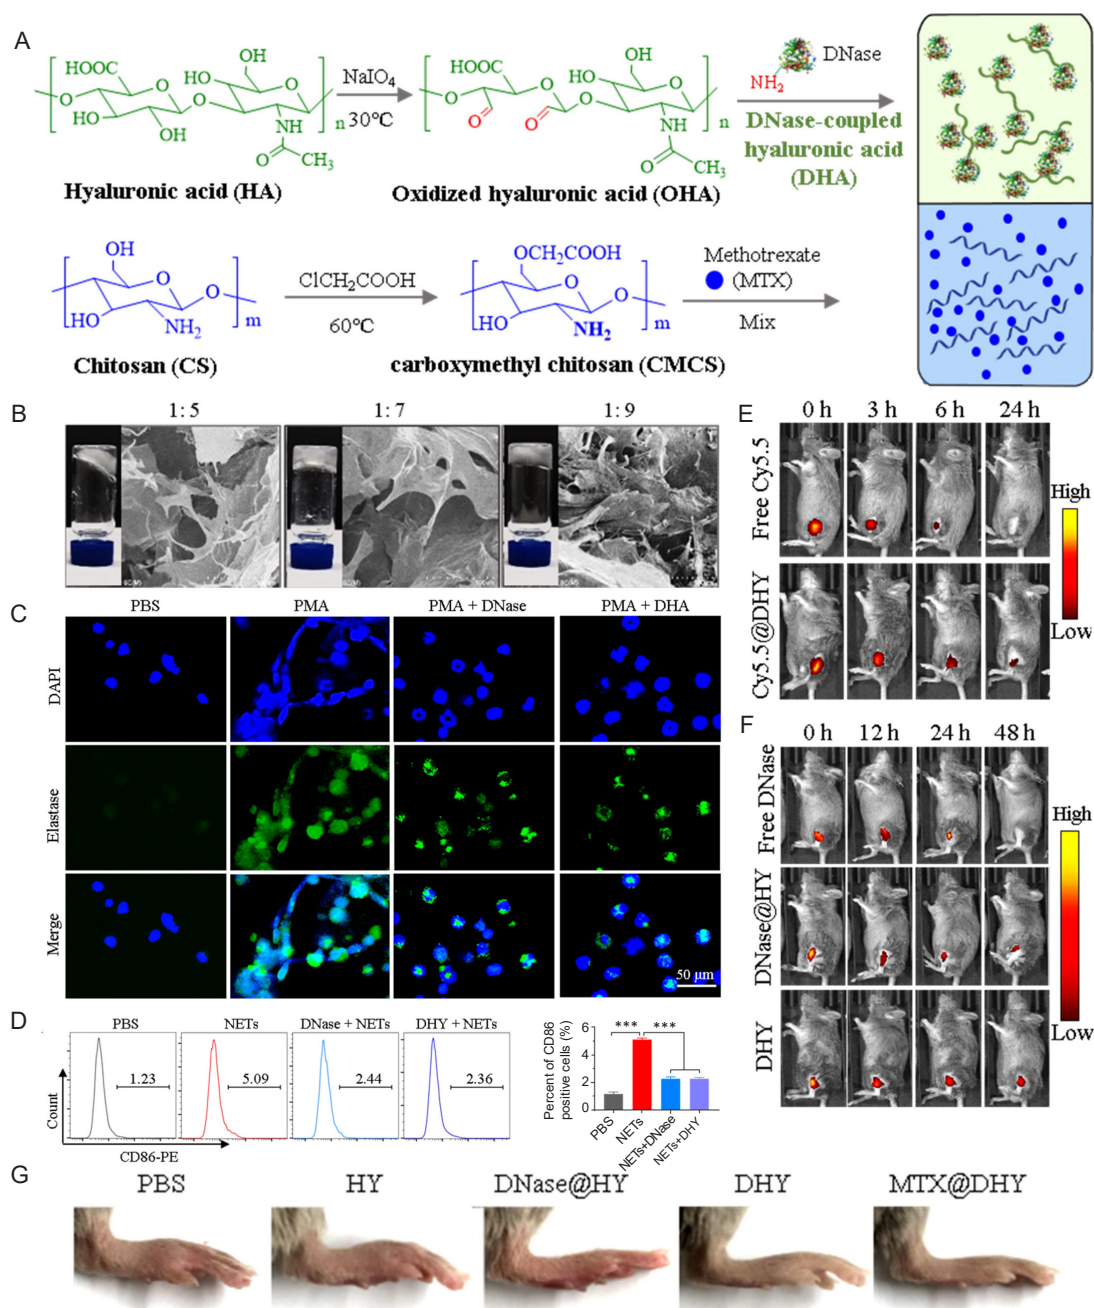 A
HOOC
OH
OH
HO
O
O
O
O
HO
OH
NH
O
CH₃
n
NaIO₄
30℃
HOOC
OH
HO
O
O
O
O
O
O
NH
O
CH₃
n
DNase
NH₂
DNase-coupled
hyaluronic acid
(DHA)
Hyaluronic acid (HA)
Oxidized hyaluronic acid (OHA)
OH
O
O
HO
NH₂
m
ClCH₂COOH
60℃
OCH₂COOH
O
O
HO
NH₂
m
Methotrexate
(MTX)
Mix
Chitosan (CS)
carboxymethyl chitosan (CMCS)
B
1: 5
1: 7
1: 9
C
PBS
PMA
PMA + DNase
PMA + DHA
DAPI
Elastase
Merge
50 μm
D
PBS
NETs
DNase + NETs
DHY + NETs
1.23
5.09
2.44
2.36
Count
CD86-PE
Percent of CD86
positive cells (%)
6
4
2
0
***
***
PBS
NETs
NETs+DNase
NETs+DHY
E
0 h
3 h
6 h
24 h
Free Cy5.5
Cy5.5@DHY
High
Low
F
0 h
12 h
24 h
48 h
Free DNase
DNase@HY
DHY
High
Low
G
PBS
HY
DNase@HY
DHY
MTX@DHY